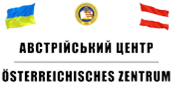 АВСТРІЙСЬКИЙ ЦЕНТР
ÖSTERREICHISCHES ZENTRUM